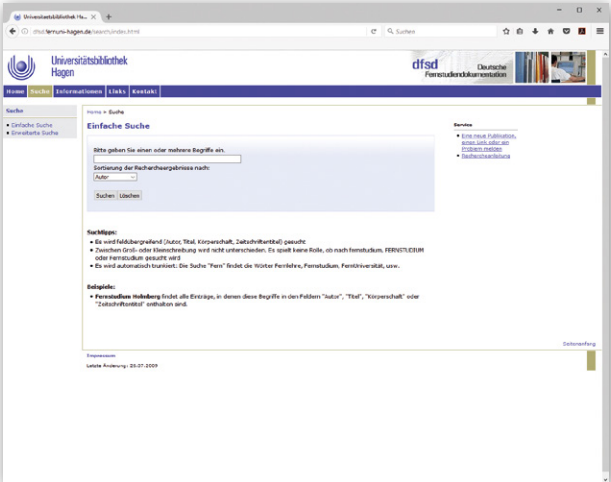 Universitaetsbibliothek Ha...
dfsd.fernuni-hagen.de/search/index.html
Suchen
Universitätsbibliothek
Hagen
dfsd
Deutsche
Fernstudiendokumentation
Home Suche Informationen Links Kontakt
Suche
Einfache Suche
Erweiterte Suche
Home » Suche
Einfache Suche
Bitte geben Sie einen oder mehrere Begriffe ein.
Sortierung der Rechercheergebnisse nach:
Autor
Suchen Löschen
Service
Eine neue Publikation,
einen Link oder ein
Problem melden
Rechercheanleitung
Suchtipps:
Es wird feldübergreifend (Autor, Titel, Körperschaft, Zeitschriftentitel) gesucht
Zwischen Groß- oder Kleinschreibung wird nicht unterschieden. Es spielt keine Rolle, ob nach fernstudium, FERNSTUDIUM
oder Fernstudium gesucht wird
Es wird automatisch trunkiert: Die Suche "Fern" findet die Wörter Fernlehre, Fernstudium, FernUniversität, usw.
Beispiele:
Fernstudium Holmberg findet alle Einträge, in denen diese Begriffe in den Feldern "Autor", "Titel", "Körperschaft" oder
"Zeitschriftentitel" enthalten sind.
Seitenanfang
Impressum
Letzte Änderung: 20.07.2009